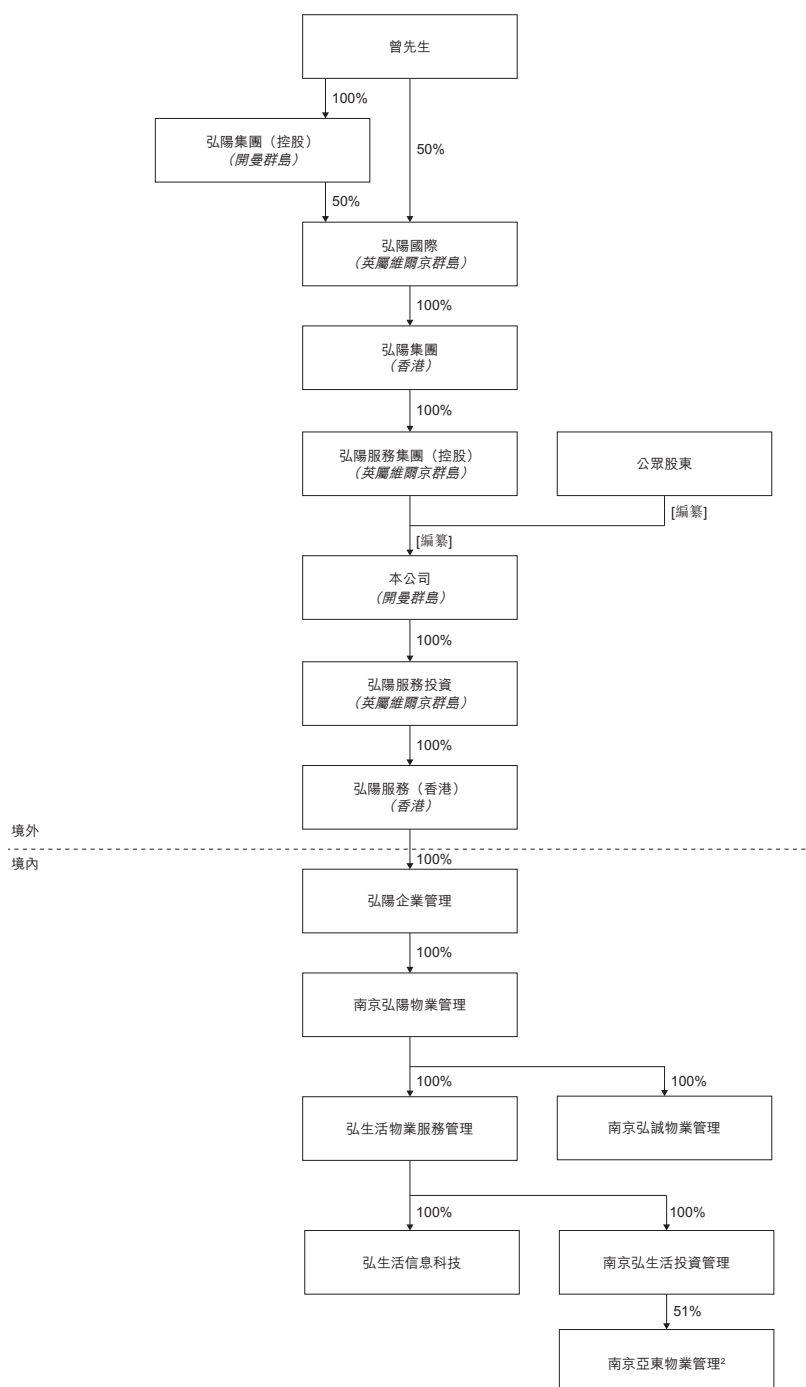 曾先生
100%
弘陽集團（控股）
（開曼群島）
50%
50%
弘陽國際
（英屬維爾京群島）
100%
弘陽集團
（香港）
100%
弘陽服務集團（控股）
（英屬維爾京群島）
公眾股東
[編纂]
[編纂]
本公司
（開曼群島）
100%
弘陽服務投資
（英屬維爾京群島）
100%
弘陽服務（香港）
（香港）
境外
境內
100%
弘陽企業管理
100%
南京弘陽物業管理
100%
100%
弘生活物業服務管理
南京弘誠物業管理
100%
100%
弘生活信息科技
南京弘生活投資管理
51%
南京亞東物業管理²